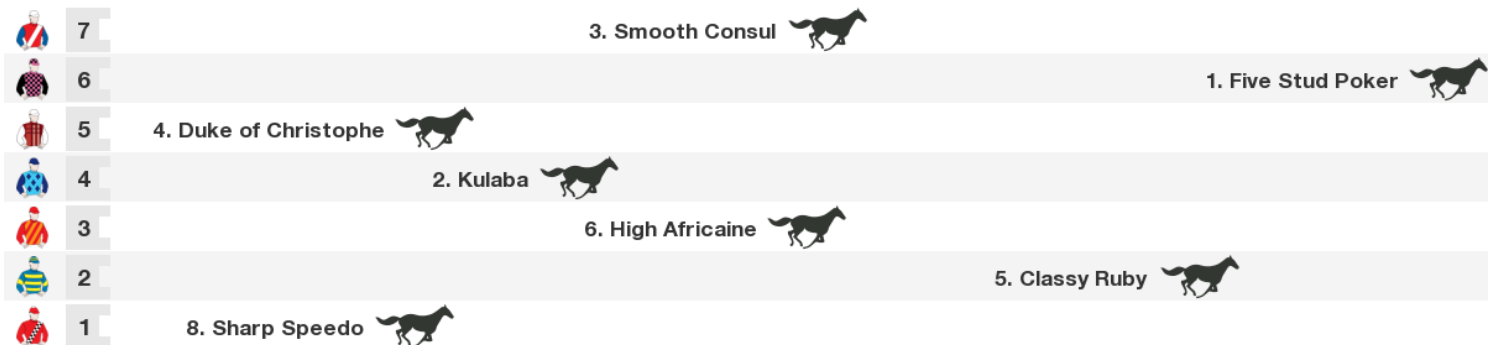 7 3. Smooth Consul
6 1. Five Stud Poker
5 4. Duke of Christophe
4 2. Kulaba
3 6. High Africaine
2 5. Classy Ruby
1 8. Sharp Speedo